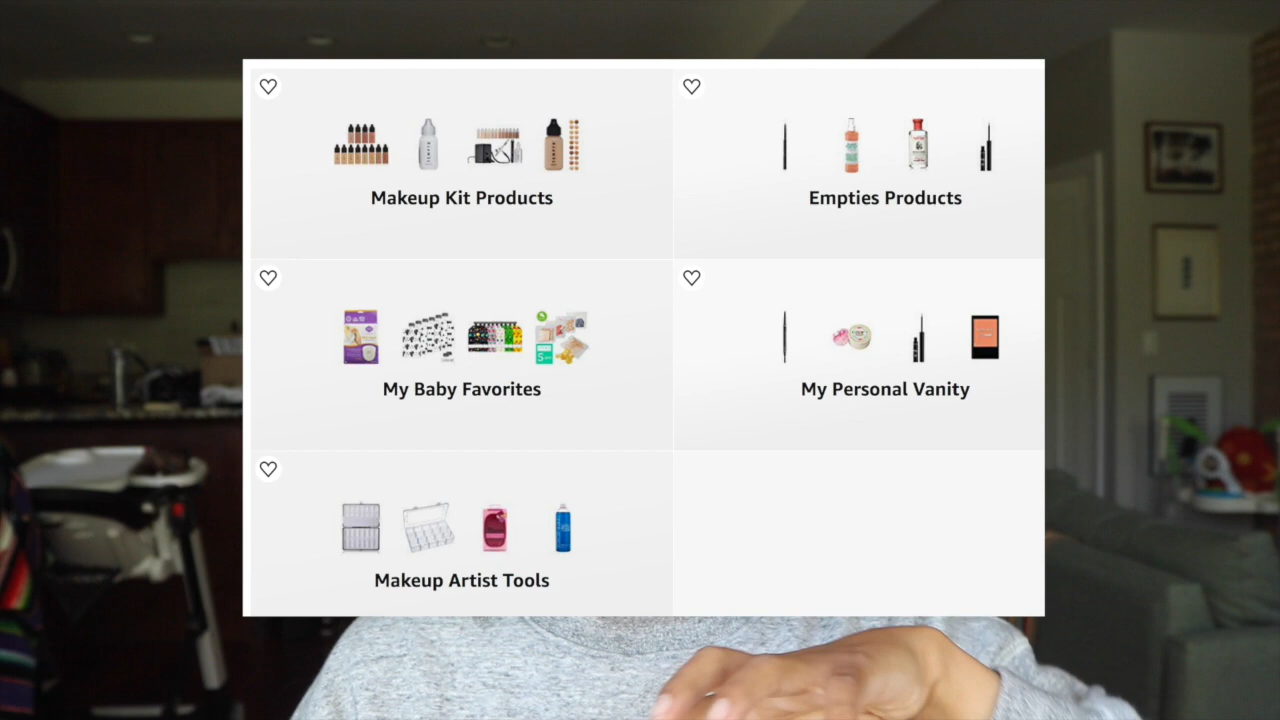 Makeup Kit Products
Empties Products
My Baby Favorites
My Personal Vanity
Makeup Artist Tools